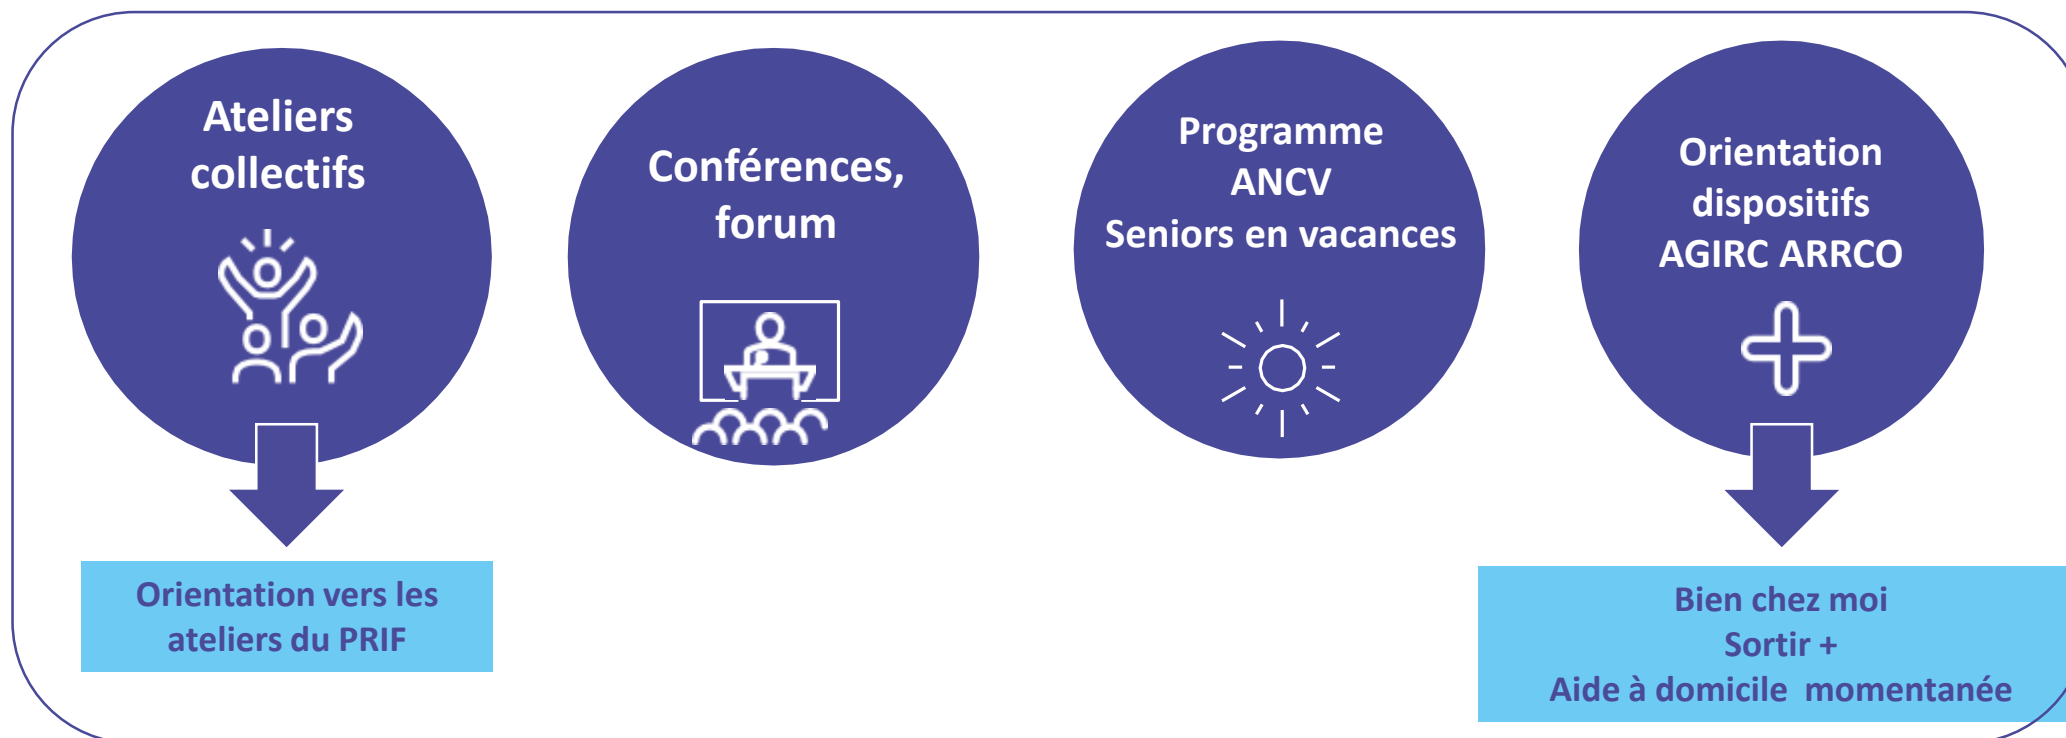 Ateliers
collectifs
Conférences,
forum
Programme
ANCV
Seniors en vacances
Orientation
dispositifs
AGIRC ARRCO
Orientation vers les
ateliers du PRIF
Bien chez moi
Sortir +
Aide à domicile  momentanée